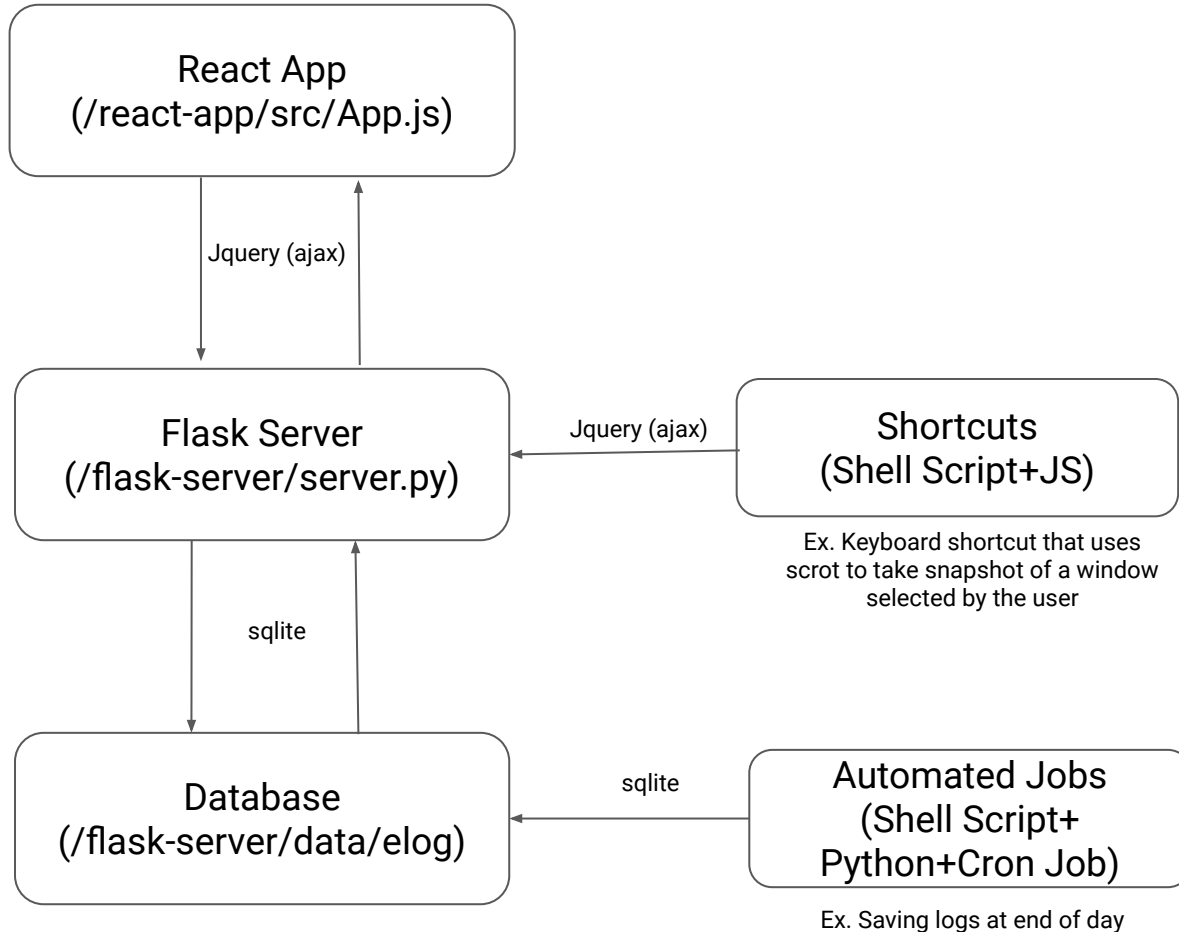 React App
(/react-app/src/App.js)
Jquery (ajax)
Flask Server
(/flask-server/server.py)
Jquery (ajax)
Shortcuts
(Shell Script+JS)
Ex. Keyboard shortcut that uses
scrot to take snapshot of a window
selected by the user
sqlite
Database
(/flask-server/data/elog)
sqlite
Automated Jobs
(Shell Script+
Python+Cron Job)
Ex. Saving logs at end of day